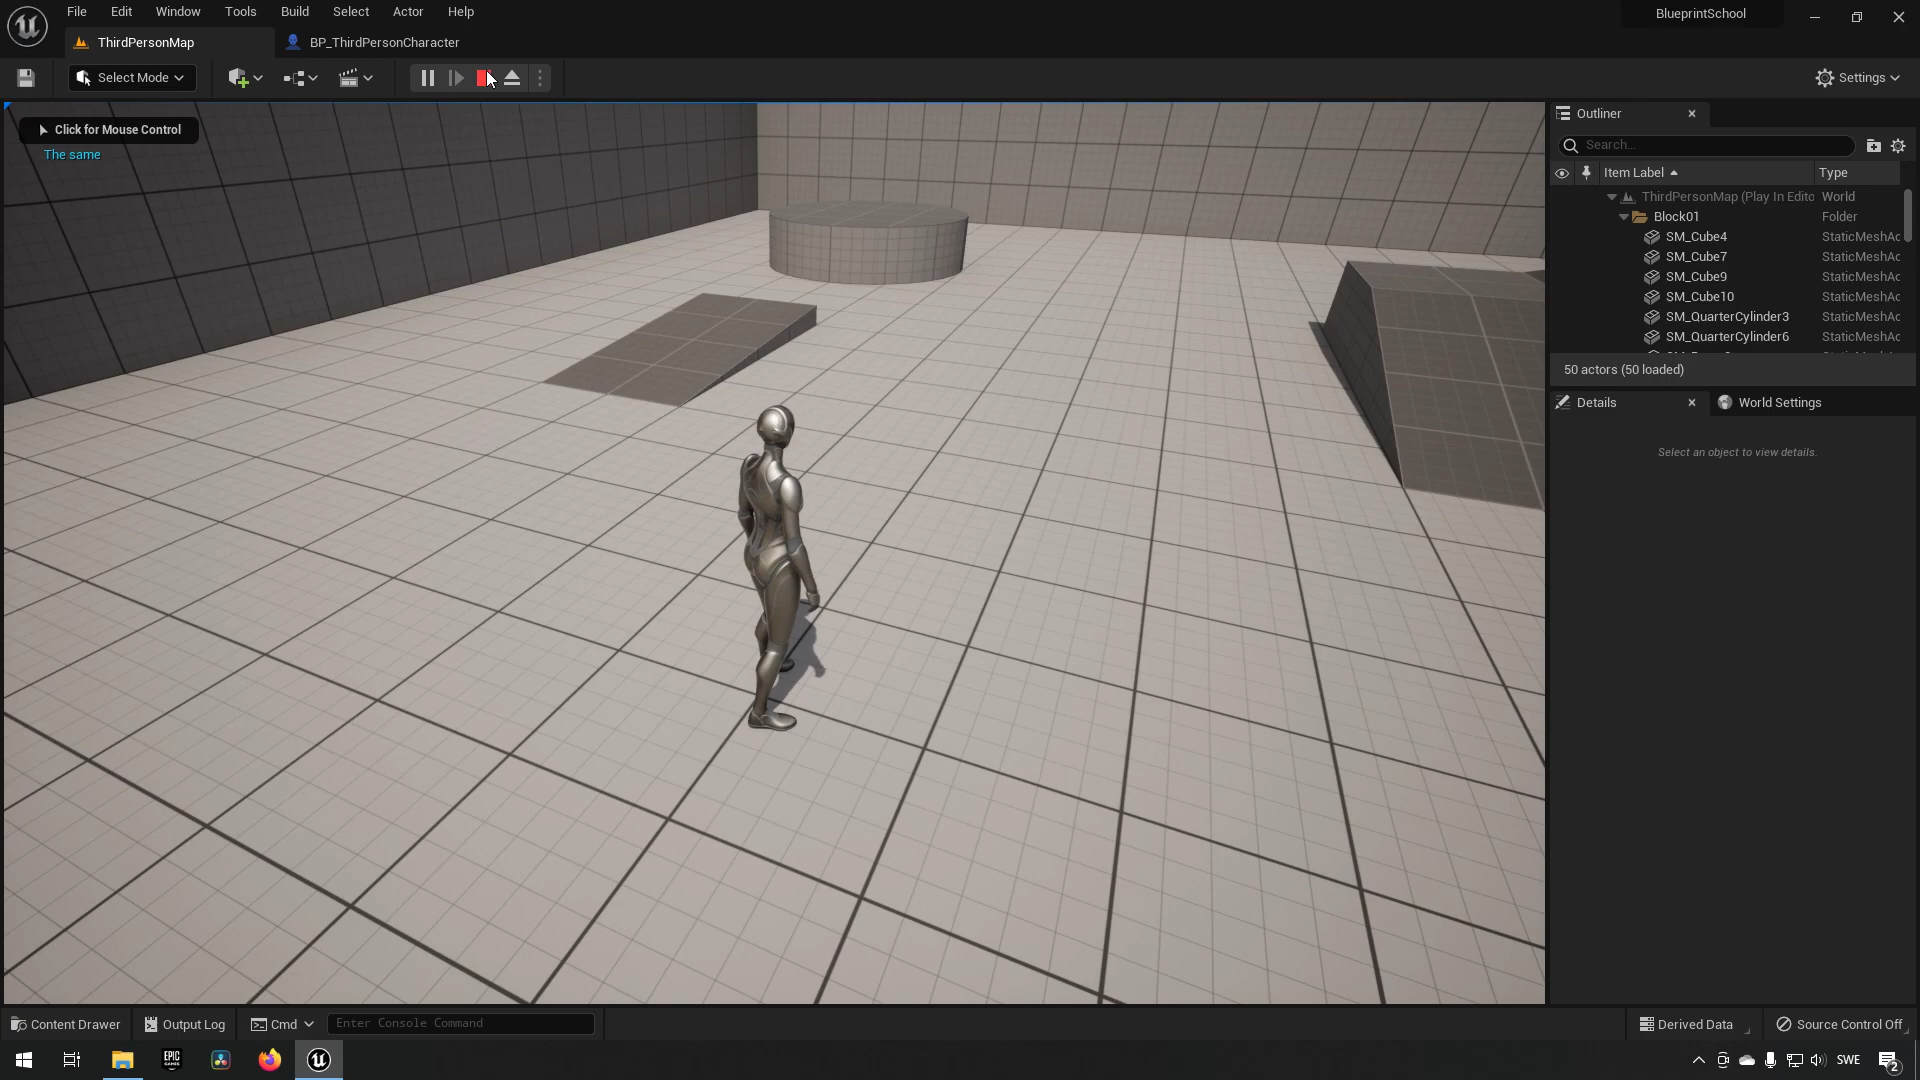 File Edit Window Tools Build Select Actor Help
BlueprintSchool
ThirdPersonMap
BP_ThirdPersonCharacter
Select Mode
Settings
Click for Mouse Control
The same
Outliner
Search...
Item Label Type
ThirdPersonMap (Play In Edito World
Block01 Folder
SM_Cube4 StaticMeshAc
SM_Cube7 StaticMeshAc
SM_Cube9 StaticMeshAc
SM_Cube10 StaticMeshAc
SM_QuarterCylinder3 StaticMeshAc
SM_QuarterCylinder6 StaticMeshAc
50 actors (50 loaded)
Details
World Settings
Select an object to view details.
Content Drawer Output Log Cmd Enter Console Command Derived Data Source Control Off
EPIC GAMES
SWE
2